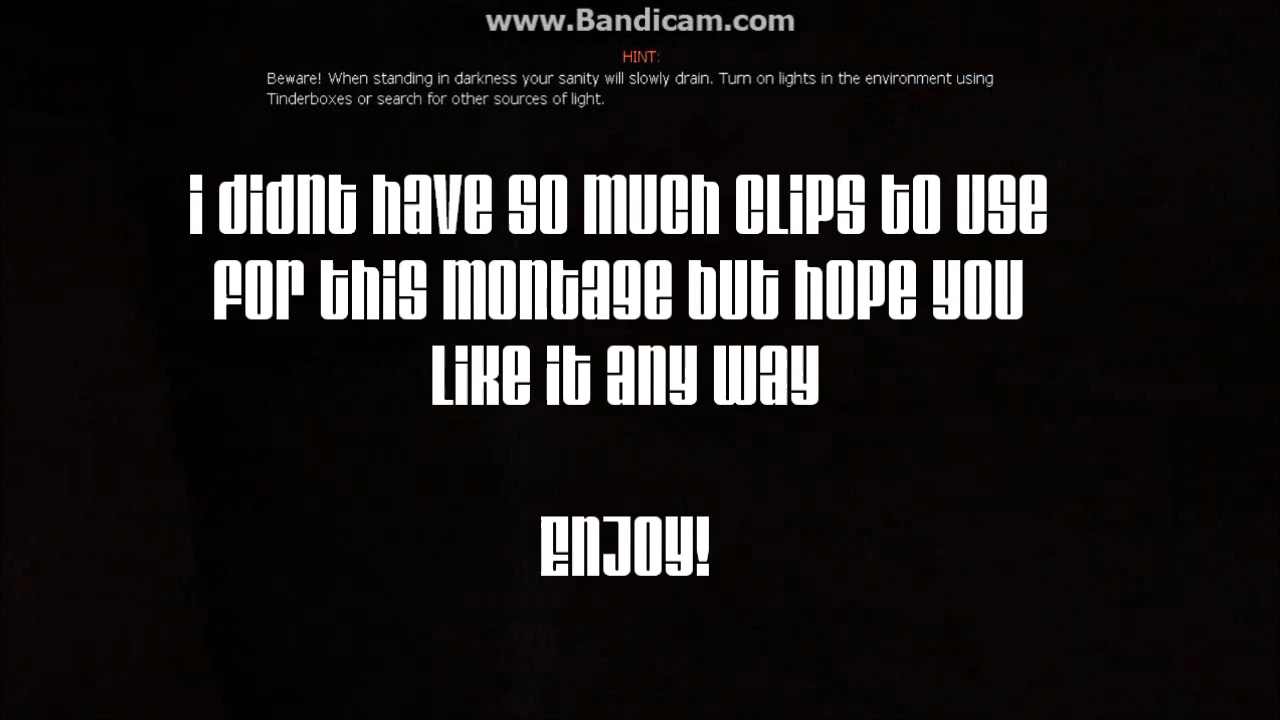 www.Bandicam.com
HINT:
Beware! When standing in darkness your sanity will slowly drain. Turn on lights in the environment using
Tinderboxes or search for other sources of light.
i didnt have so much clips to use
for this montage but hope you
like it any way
Enjoy!